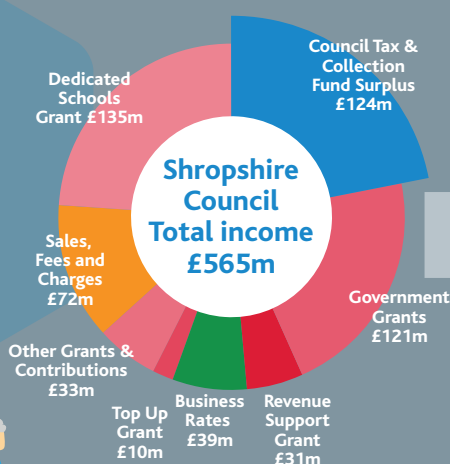 Council Tax &
Collection
Fund Surplus
£124m
Dedicated
Schools
Grant £135m
Shropshire
Council
Total income
£565m
Sales,
Fees and
Charges
£72m
Government
Grants
£121m
Other Grants &
Contributions
£33m
Top Up
Grant
£10m
Business
Rates
£39m
Revenue
Support
Grant
£31m